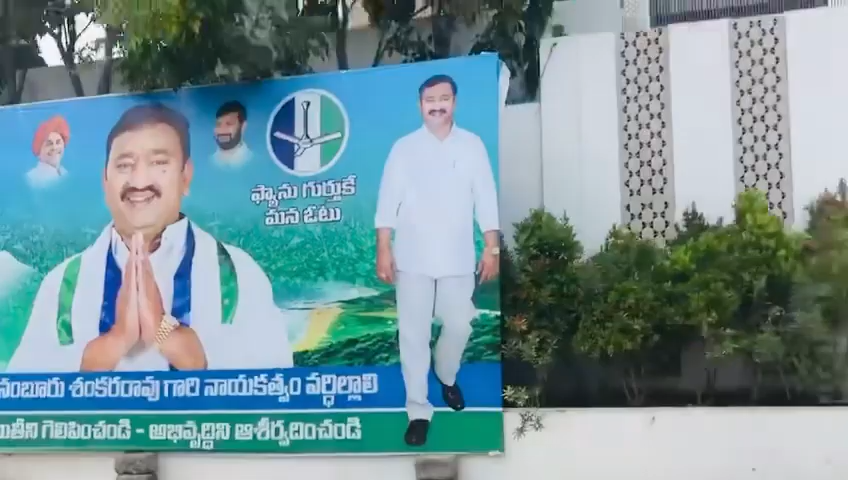 ఫ్యాను గుర్తుకే
మన ఓటు
నంబూరు శంకరరావు గారి నాయకత్వం వర్ధిల్లాలి
గెలిపించండి - అభివృద్ధిని ఆశీర్వదించండి